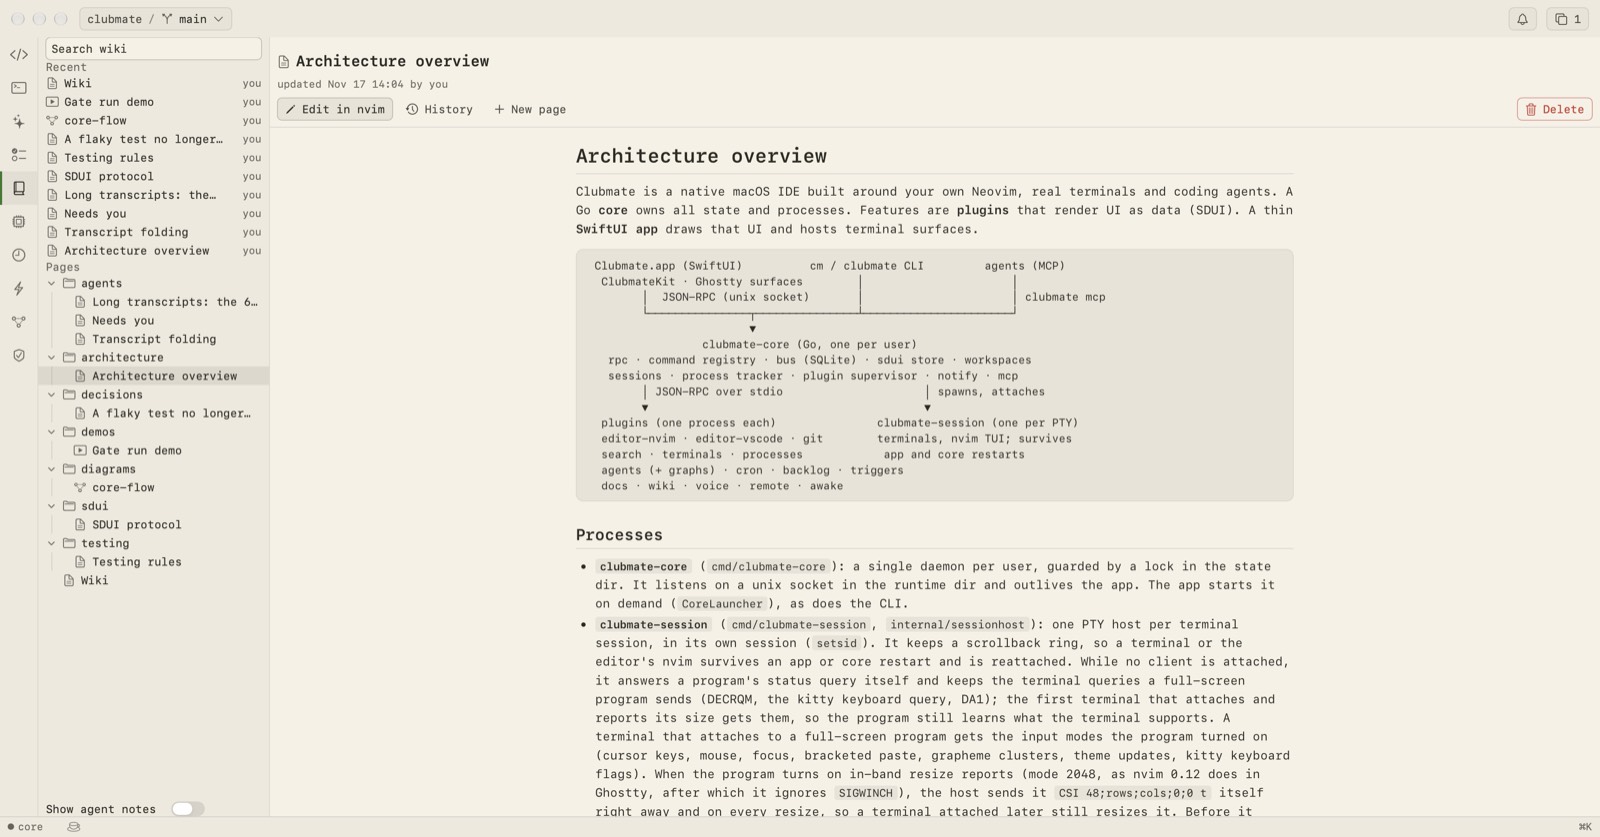 clubmate / main
1
Search wiki
Recent
Wiki you
Gate run demo you
core-flow you
A flaky test no longer… you
Testing rules you
SDUI protocol you
Long transcripts: the… you
Needs you you
Transcript folding you
Architecture overview you
Pages
agents
Long transcripts: the 6…
Needs you
Transcript folding
architecture
Architecture overview
decisions
A flaky test no longer…
demos
Gate run demo
diagrams
core-flow
sdui
SDUI protocol
testing
Testing rules
Wiki
Show agent notes
core
Architecture overview
updated Nov 17 14:04 by you
Edit in nvim History New page Delete
Architecture overview
Clubmate is a native macOS IDE built around your own Neovim, real terminals and coding agents. A
Go core owns all state and processes. Features are plugins that render UI as data (SDUI). A thin
SwiftUI app draws that UI and hosts terminal surfaces.
Clubmate.app (SwiftUI) cm / clubmate CLI agents (MCP)
ClubmateKit · Ghostty surfaces
JSON-RPC (unix socket) clubmate mcp
clubmate-core (Go, one per user)
rpc · command registry · bus (SQLite) · sdui store · workspaces
sessions · process tracker · plugin supervisor · notify · mcp
JSON-RPC over stdio spawns, attaches
plugins (one process each) clubmate-session (one per PTY)
editor-nvim · editor-vscode · git terminals, nvim TUI; survives
search · terminals · processes app and core restarts
agents (+ graphs) · cron · backlog · triggers
docs · wiki · voice · remote · awake
Processes
• clubmate-core (cmd/clubmate-core): a single daemon per user, guarded by a lock in the state
dir. It listens on a unix socket in the runtime dir and outlives the app. The app starts it
on demand (CoreLauncher), as does the CLI.
• clubmate-session (cmd/clubmate-session, internal/sessionhost): one PTY host per terminal
session, in its own session (setsid). It keeps a scrollback ring, so a terminal or the
editor's nvim survives an app or core restart and is reattached. While no client is attached,
it answers a program's status query itself and keeps the terminal queries a full-screen
program sends (DECRQM, the kitty keyboard query, DA1); the first terminal that attaches and
reports its size gets them, so the program still learns what the terminal supports. A
terminal that attaches to a full-screen program gets the input modes the program turned on
(cursor keys, mouse, focus, bracketed paste, grapheme clusters, theme updates, kitty keyboard
flags). When the program turns on in-band resize reports (mode 2048, as nvim 0.12 does in
Ghostty, after which it ignores SIGWINCH), the host sends it CSI 48;rows;cols;0;0 t itself
right away and on every resize, so a terminal attached later still resizes it. Before it
⌘K